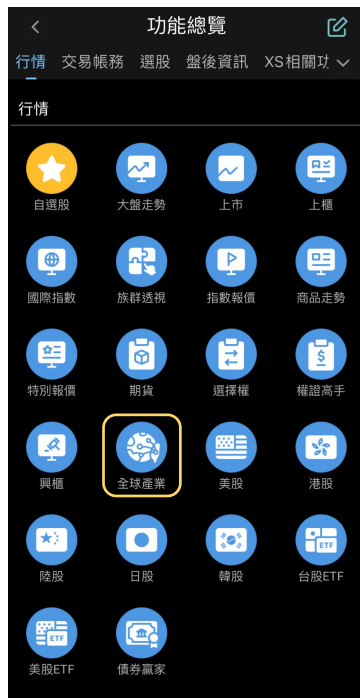 功能總覽
行情 交易帳務 選股 盤後資訊 XS相關功
行情
自選股 大盤走勢 上市 上櫃
國際指數 族群透視 指數報價 商品走勢
特別報價 期貨 選擇權 權證高手
興櫃 全球產業 美股 港股
ETF
陸股 日股 韓股 台股ETF
ETF
美股ETF 債券贏家